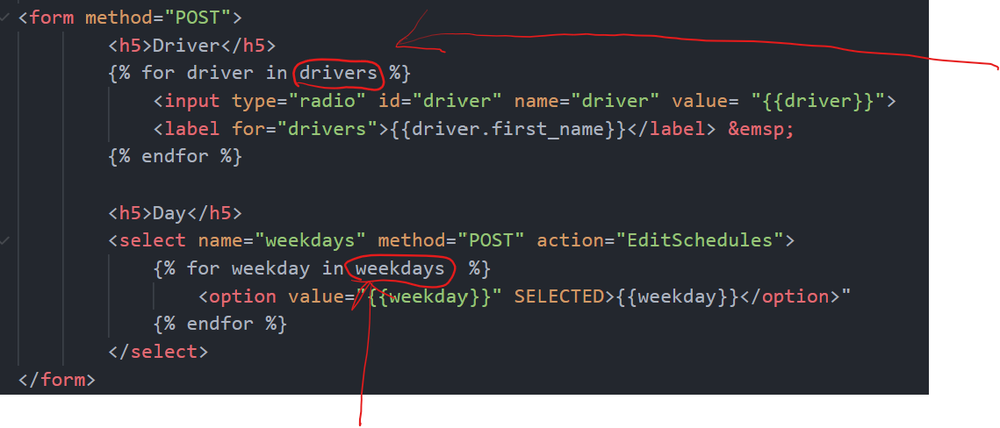 <form method="POST">
<h5>Driver</h5>
{% for driver in drivers %}
<input type="radio" id="driver" name="driver" value= "{{driver}}">
<label for="drivers">{{driver.first_name}}</label> &emsp;
{% endfor %}
<h5>Day</h5>
<select name="weekdays" method="POST" action="EditSchedules">
{% for weekday in weekdays  %}
<option value="{{weekday}}" SELECTED>{{weekday}}</option>"
{% endfor %}
</select>
</form>